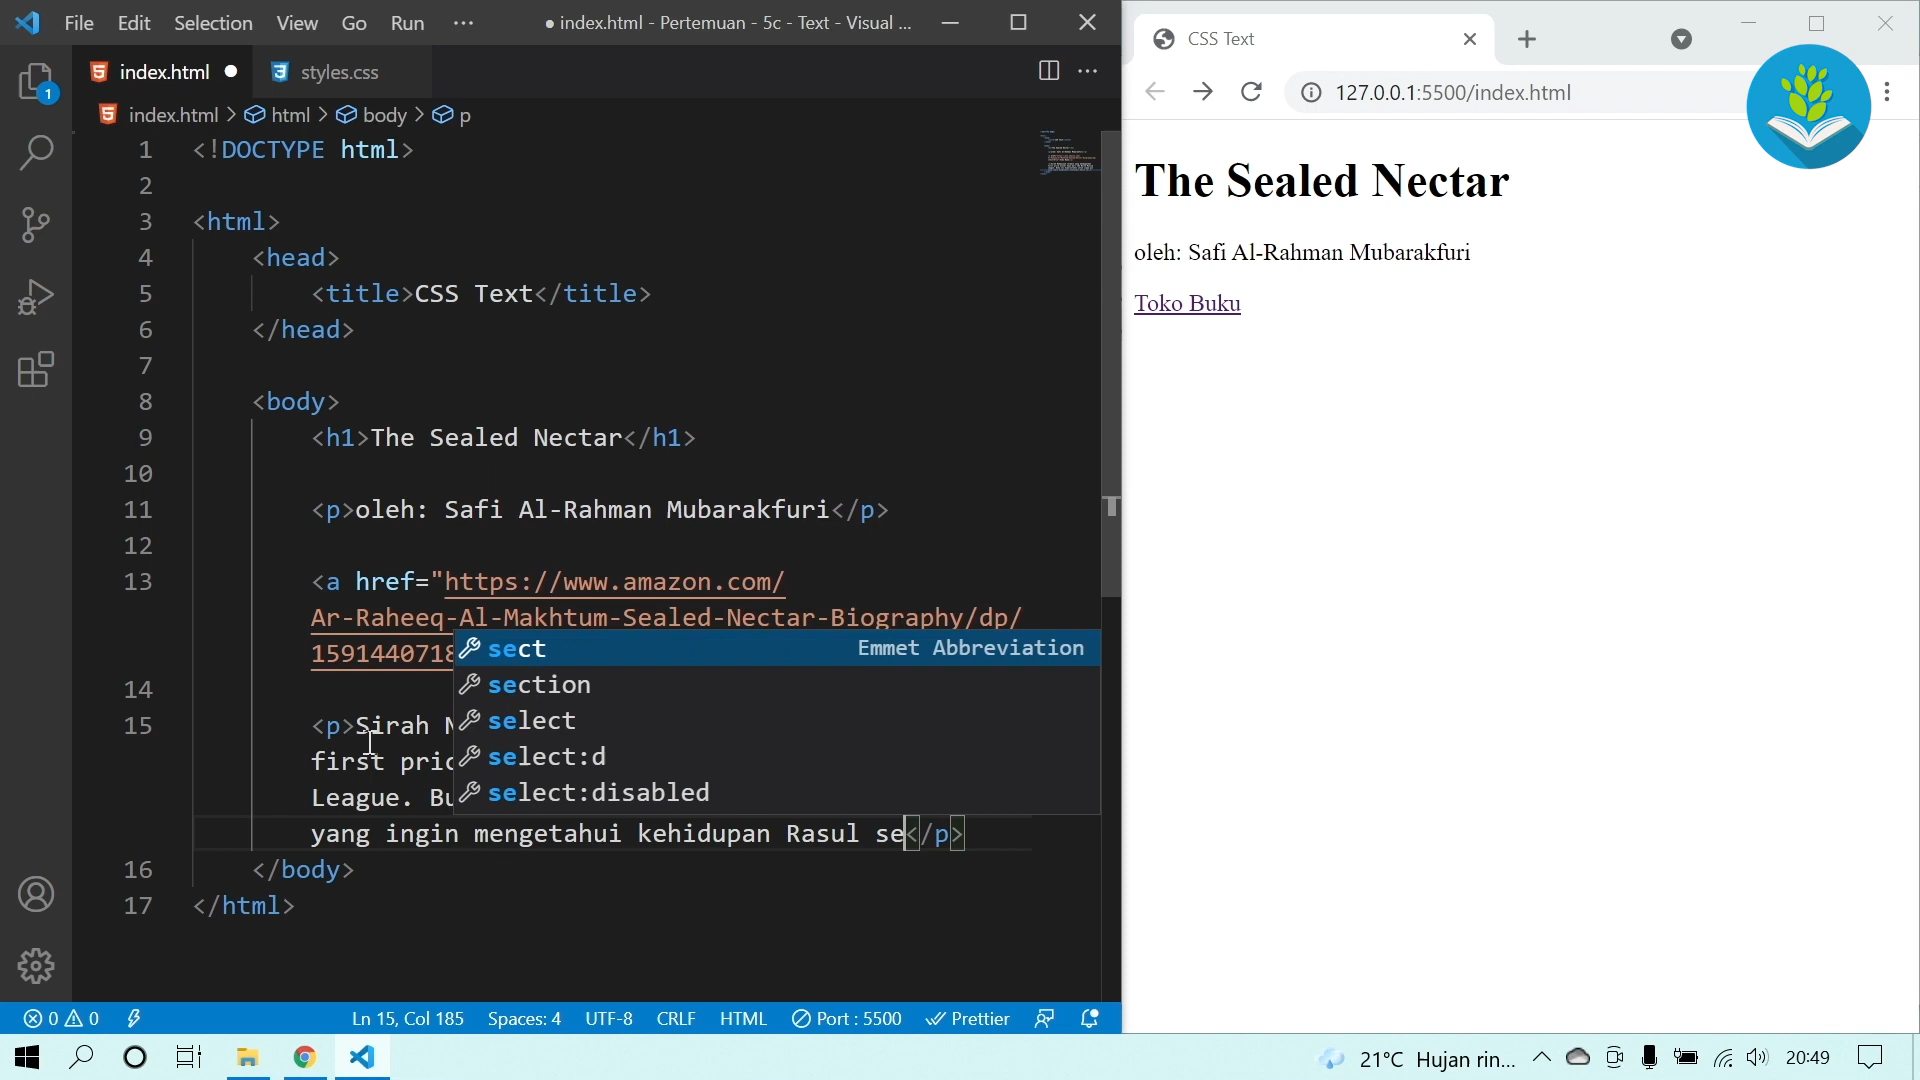 File Edit Selection View Go Run ··· ● index.html - Pertemuan - 5c - Text - Visual ...
index.html ● styles.css
index.html > html > body > p
1 <!DOCTYPE html>
2
3 <html>
4 <head>
5 <title>CSS Text</title>
6 </head>
7
8 <body>
9 <h1>The Sealed Nectar</h1>
10
11 <p>oleh: Safi Al-Rahman Mubarakfuri</p>
12
13 <a href="https://www.amazon.com/
Ar-Raheeq-Al-Makhtum-Sealed-Nectar-Biography/dp/
1591440718
sect Emmet Abbreviation
section
14
select
15 <p>Sirah
select:d
first
select:disabled
League.
yang ingin mengetahui kehidupan Rasul se</p>
16 </body>
17 </html>
0 0 Ln 15, Col 185 Spaces: 4 UTF-8 CRLF HTML Port : 5500 Prettier
CSS Text
127.0.0.1:5500/index.html
The Sealed Nectar
oleh: Safi Al-Rahman Mubarakfuri
Toko Buku
21°C Hujan rin... 20:49
1